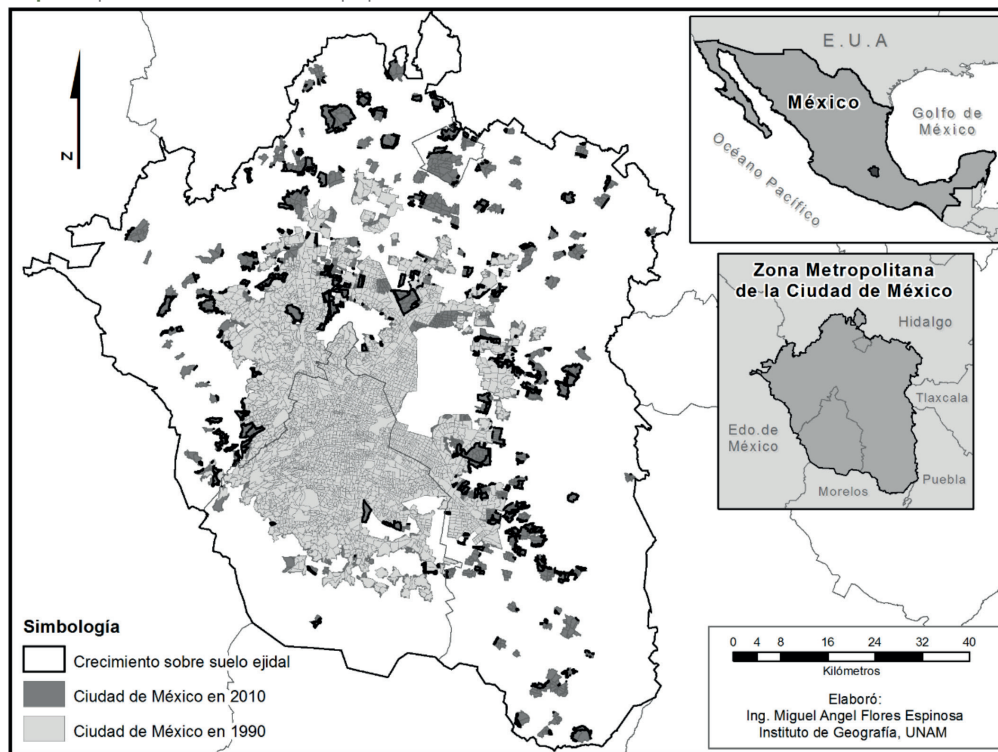 N
E.U.A
México
Golfo de
México
Océano Pacífico
Zona Metropolitana
de la Ciudad de México
Hidalgo
Tlaxcala
Edo.de
México
Puebla
Morelos
Simbología
Crecimiento sobre suelo ejidal
Ciudad de México en 2010
Ciudad de México en 1990
0 4 8 16 24 32 40
Kilómetros
Elaboró:
Ing. Miguel Angel Flores Espinosa
Instituto de Geografía, UNAM